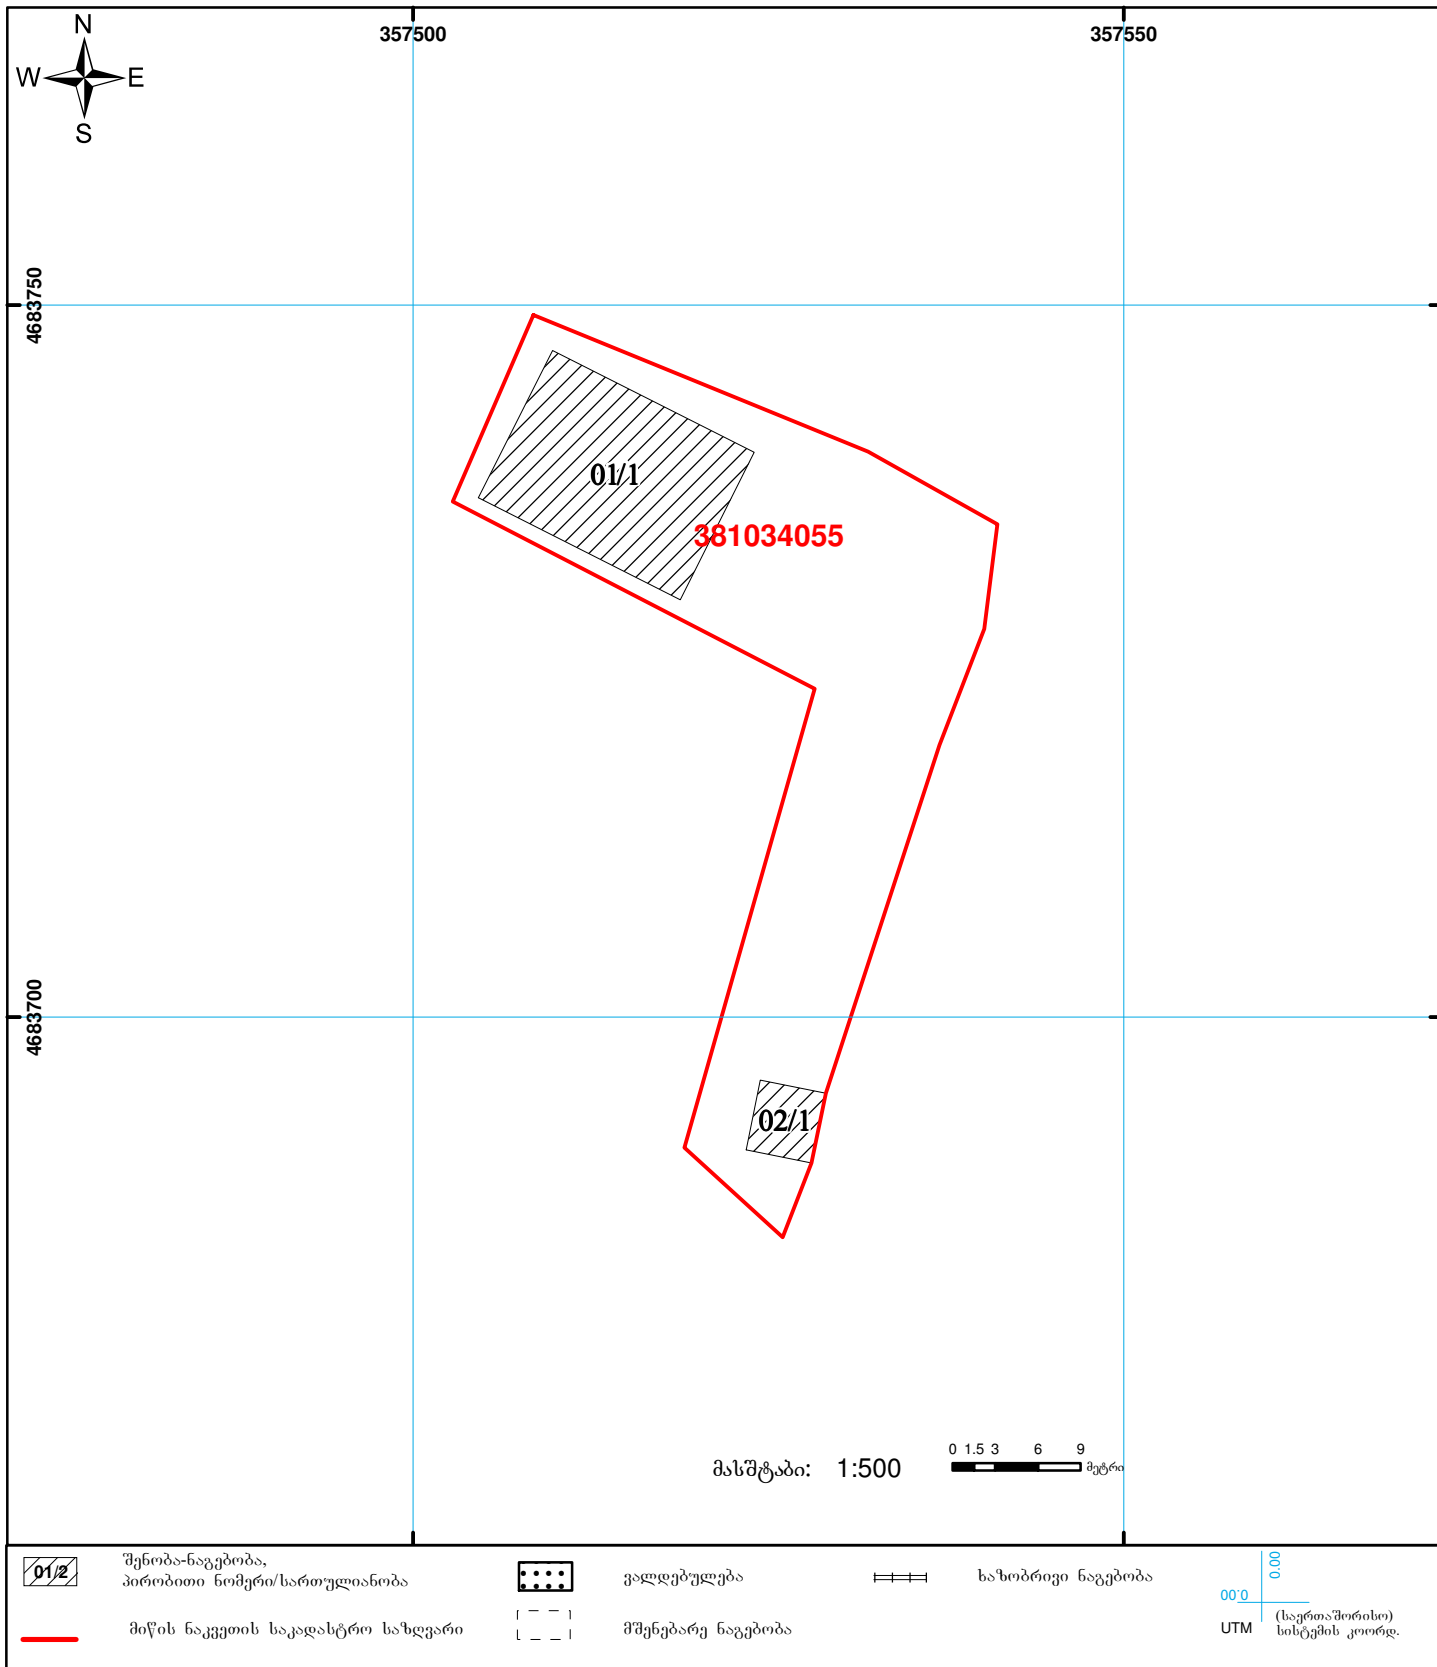 N
W E
S
357500
357550
4683750
4683700
01/1
381034055
02/1
მასშტაბი: 1:500
0 1.5 3 6 9
მეტრი
01/2
შენობა-ნაგებობა,
პირობითი ნომერი/სართულიანობა
ვალდებულება
ხაზობრივი ნაგებობა
მიწის ნაკვეთის საკადასტრო საზღვარი
მშენებარე ნაგებობა
00.0
0.00
UTM
(საერთაშორისო)
სისტემის კოორდ.